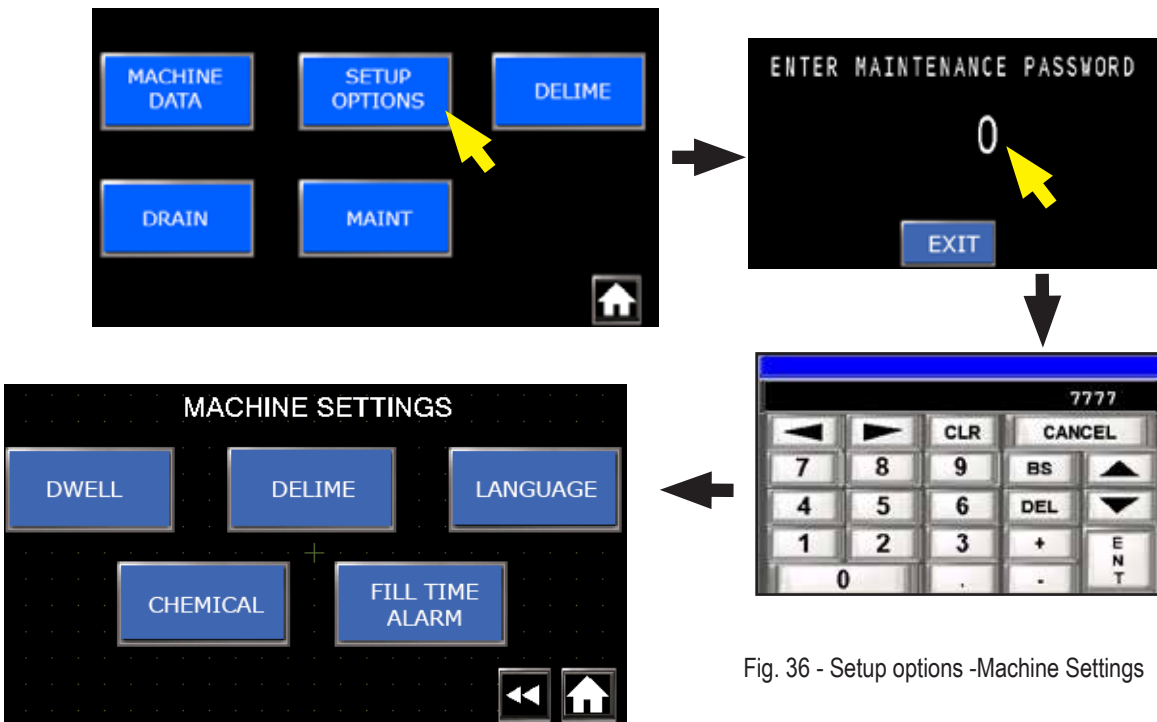 MACHINE
DATA
SETUP
OPTIONS
DELIME
DRAIN
MAINT
ENTER MAINTENANCE PASSWORD
0
EXIT
7777
CLR CANCEL
7 8 9 BS
4 5 6 DEL
1 2 3 + ENT
0 . -
MACHINE SETTINGS
DWELL DELIME LANGUAGE
CHEMICAL
FILL TIME
ALARM
Fig. 36 - Setup options -Machine Settings